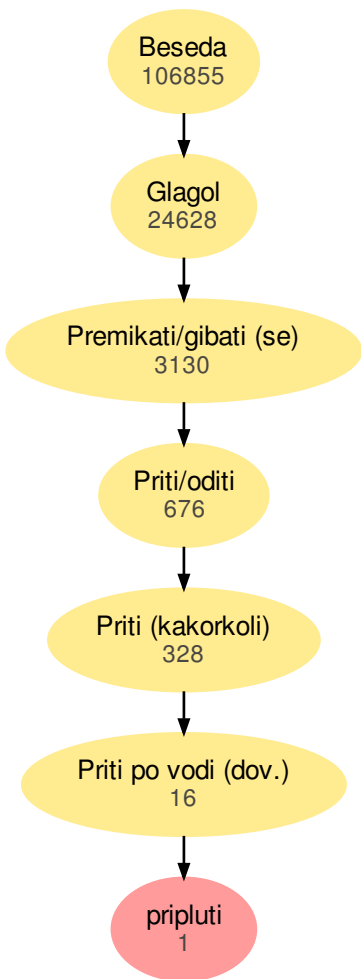 Beseda
106855
Glagol
24628
Premikati/gibati (se)
3130
Priti/oditi
676
Priti (kakorkoli)
328
Priti po vodi (dov.)
16
pripluti
1